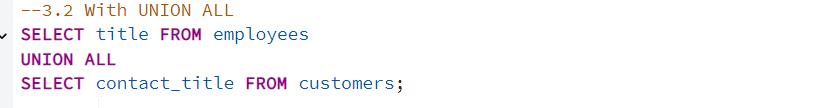 --3.2 With UNION ALL
SELECT title FROM employees
UNION ALL
SELECT contact_title FROM customers;